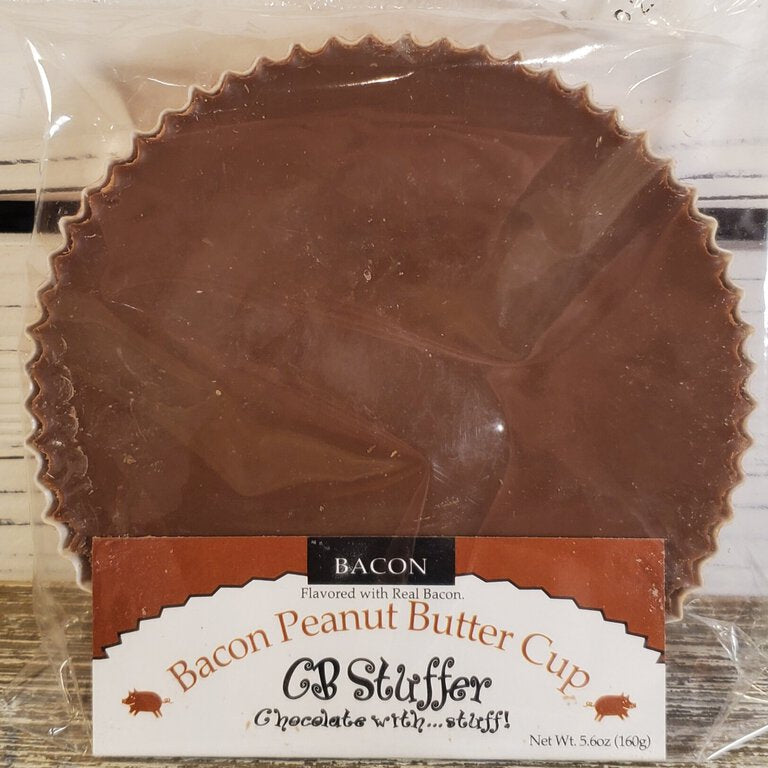 BACON
Flavored with Real Bacon.
Bacon Peanut Butter Cup
CB Stuffer
Chocolate with...stuff!
Net Wt. 5.6oz (160g)